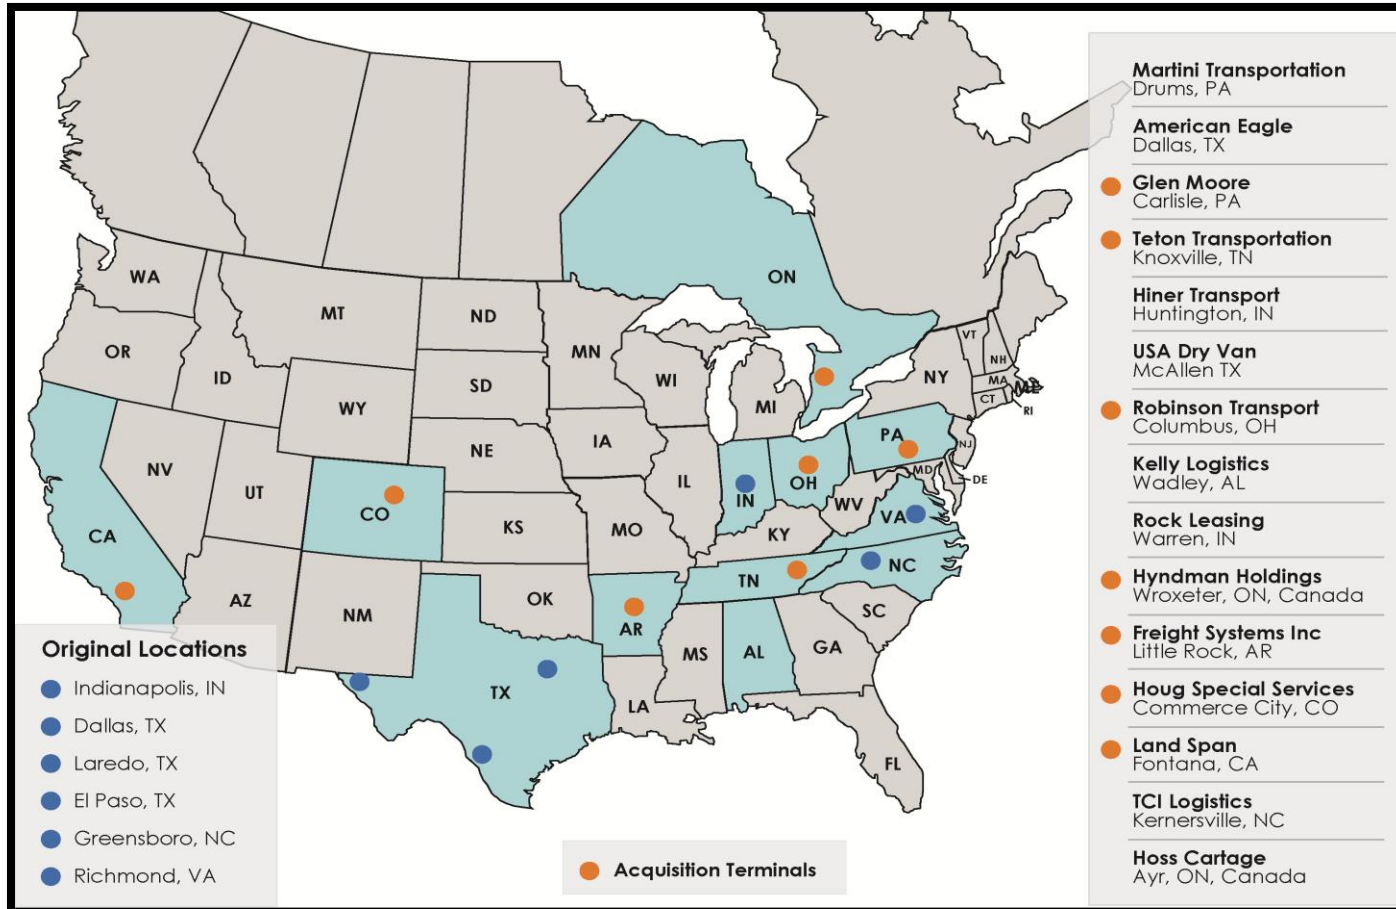 Martini Transportation
Drums, PA
American Eagle
Dallas, TX
Glen Moore
Carlisle, PA
Teton Transportation
Knoxville, TN
Hiner Transport
Huntington, IN
USA Dry Van
McAllen TX
Robinson Transport
Columbus, OH
Kelly Logistics
Wadley, AL
Rock Leasing
Warren, IN
Hyndman Holdings
Wroxeter, ON, Canada
Freight Systems Inc
Little Rock, AR
Houg Special Services
Commerce City, CO
Land Span
Fontana, CA
TCI Logistics
Kernersville, NC
Hoss Cartage
Ayr, ON, Canada
ON
WA
MT
ND
MN
VT
NH
OR
ID
SD
WI
MI
NY
MA
ME
CT
RI
WY
NE
IA
PA
NJ
NV
UT
CO
IL
IN
OH
MD
DE
CA
KS
MO
WV
VA
KY
AZ
NM
OK
AR
TN
NC
SC
TX
LA
MS
AL
GA
FL
Original Locations
Indianapolis, IN
Dallas, TX
Laredo, TX
El Paso, TX
Greensboro, NC
Richmond, VA
Acquisition Terminals